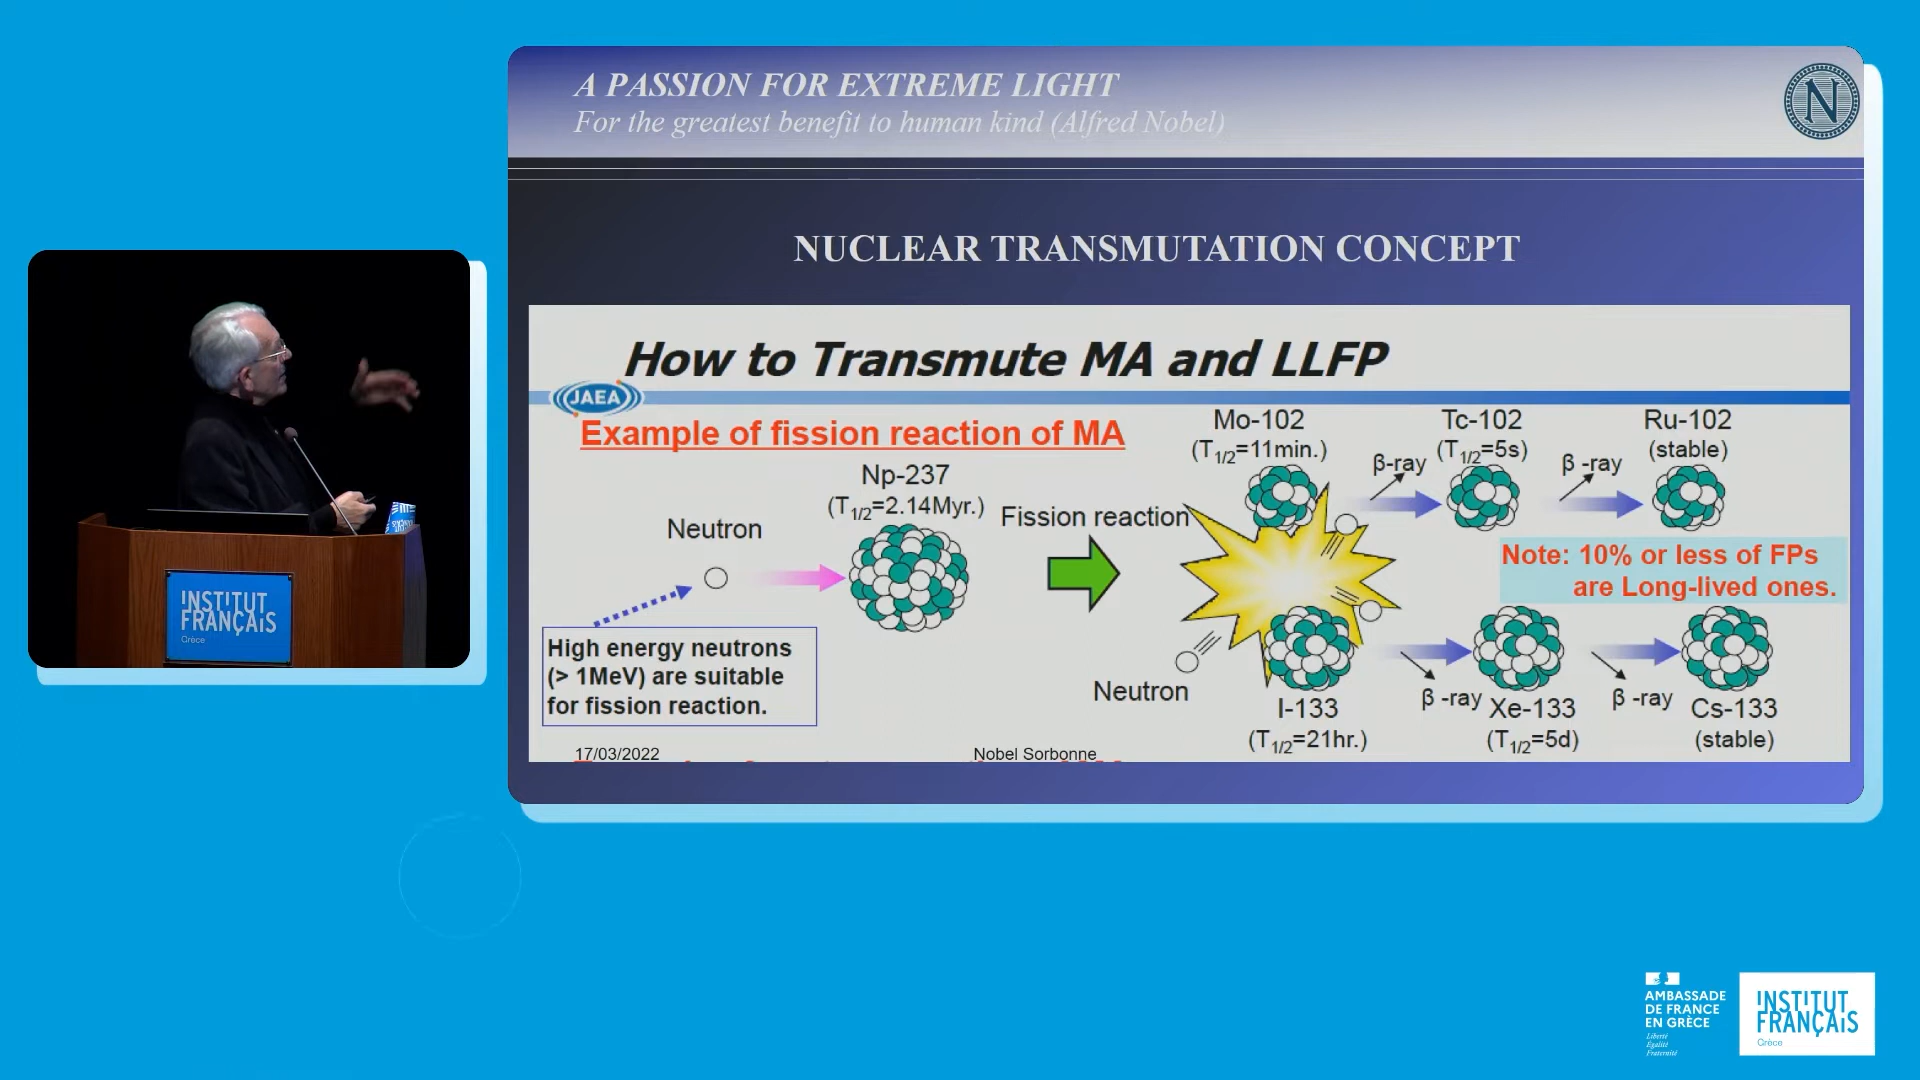 A PASSION FOR EXTREME LIGHT
For the greatest benefit to human kind (Alfred Nobel)
N
NUCLEAR TRANSMUTATION CONCEPT
How to Transmute MA and LLFP
JAEA
Example of fission reaction of MA
Mo-102
(T1/2=11min.)
β-ray
Tc-102
(T1/2=5s)
β -ray
Ru-102
(stable)
Np-237
(T1/2=2.14Myr.)
Neutron
Fission reaction
Note: 10% or less of FPs
are Long-lived ones.
High energy neutrons
(> 1MeV) are suitable
for fission reaction.
Neutron
I-133
(T1/2=21hr.)
β -ray
Xe-133
(T1/2=5d)
β -ray
Cs-133
(stable)
17/03/2022
Nobel Sorbonne
INSTITUT
FRANÇAIS
Grèce
AMBASSADE
DE FRANCE
EN GRÈCE
Liberté
Égalité
Fraternité
INSTITUT
FRANÇAIS
Grèce